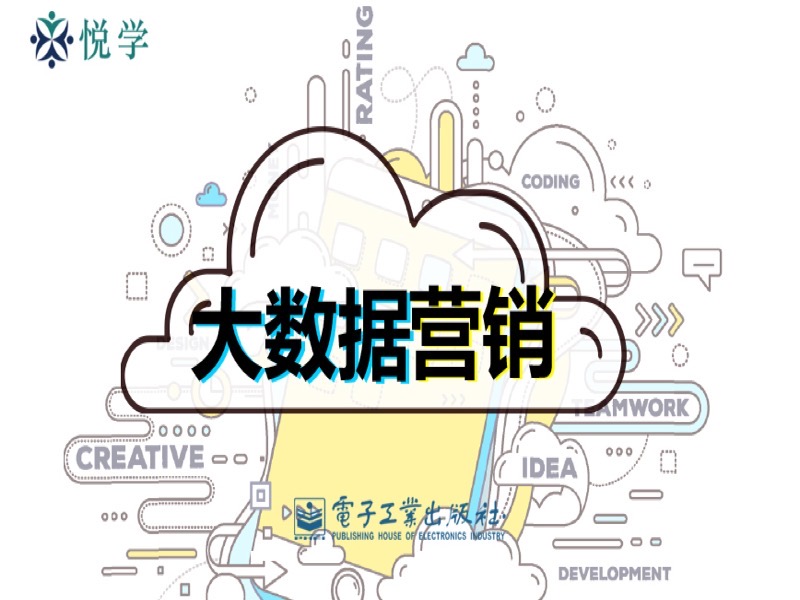 悦学
RATING
CODING
大数据营销
DESIGN
TEAMWORK
CREATIVE
IDEA
電子工業出版社
PUBLISHING HOUSE OF ELECTRONICS INDUSTRY
DEVELOPMENT